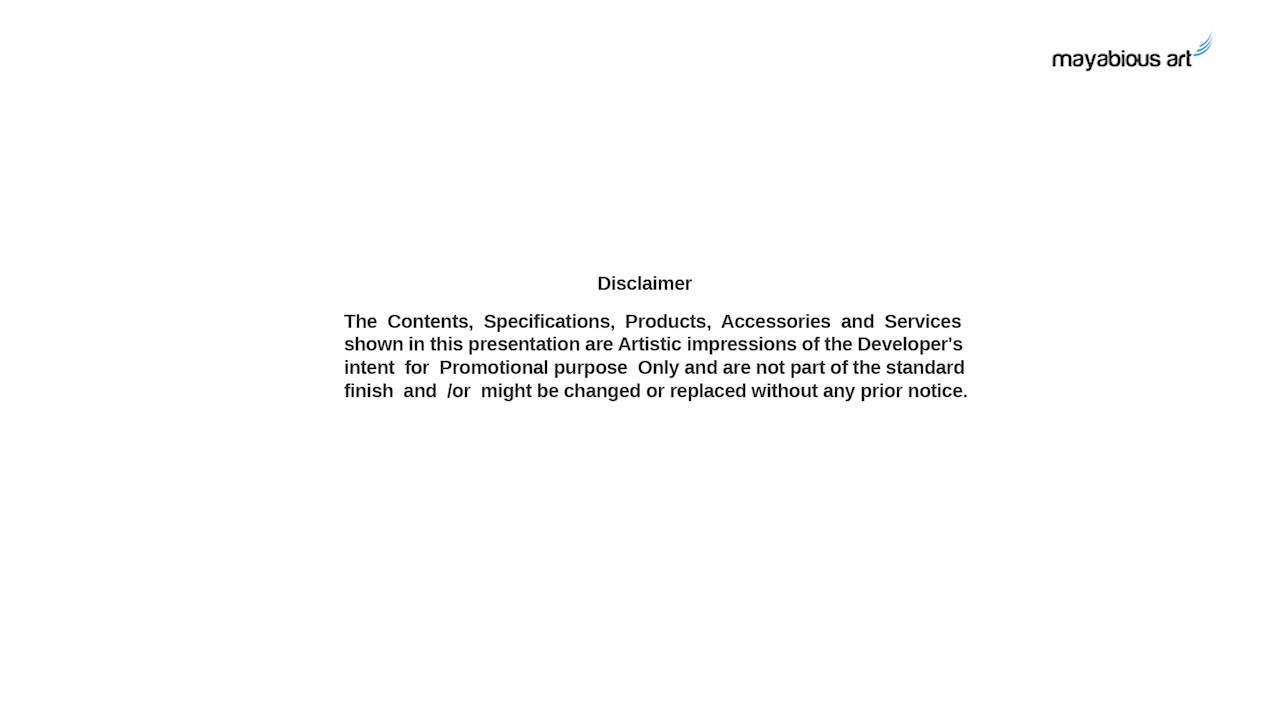 mayabious art
Disclaimer
The Contents, Specifications, Products, Accessories and Services
shown in this presentation are Artistic impressions of the Developer's
intent for Promotional purpose Only and are not part of the standard
finish and /or might be changed or replaced without any prior notice.